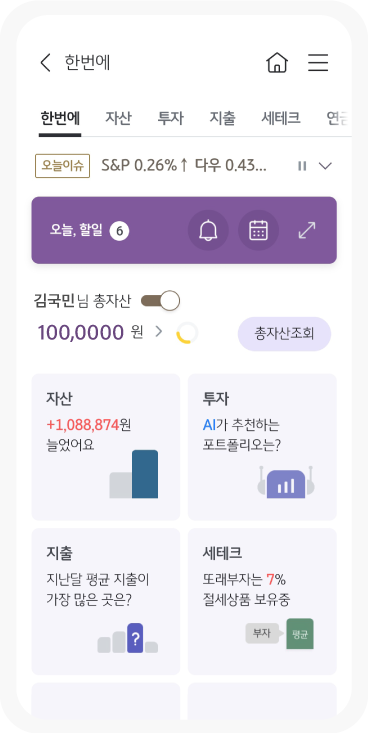 한번에
한번에 자산 투자 지출 세테크 연금
오늘이슈 S&P 0.26%↑ 다우 0.43...
오늘, 할일 6
김국민님 총자산
100,0000 원 > 총자산조회
자산
+1,088,874원
늘었어요
투자
AI가 추천하는
포트폴리오는?
지출
지난달 평균 지출이
가장 많은 곳은?
?
세테크
또래부자는 7%
절세상품 보유중
부자 평균